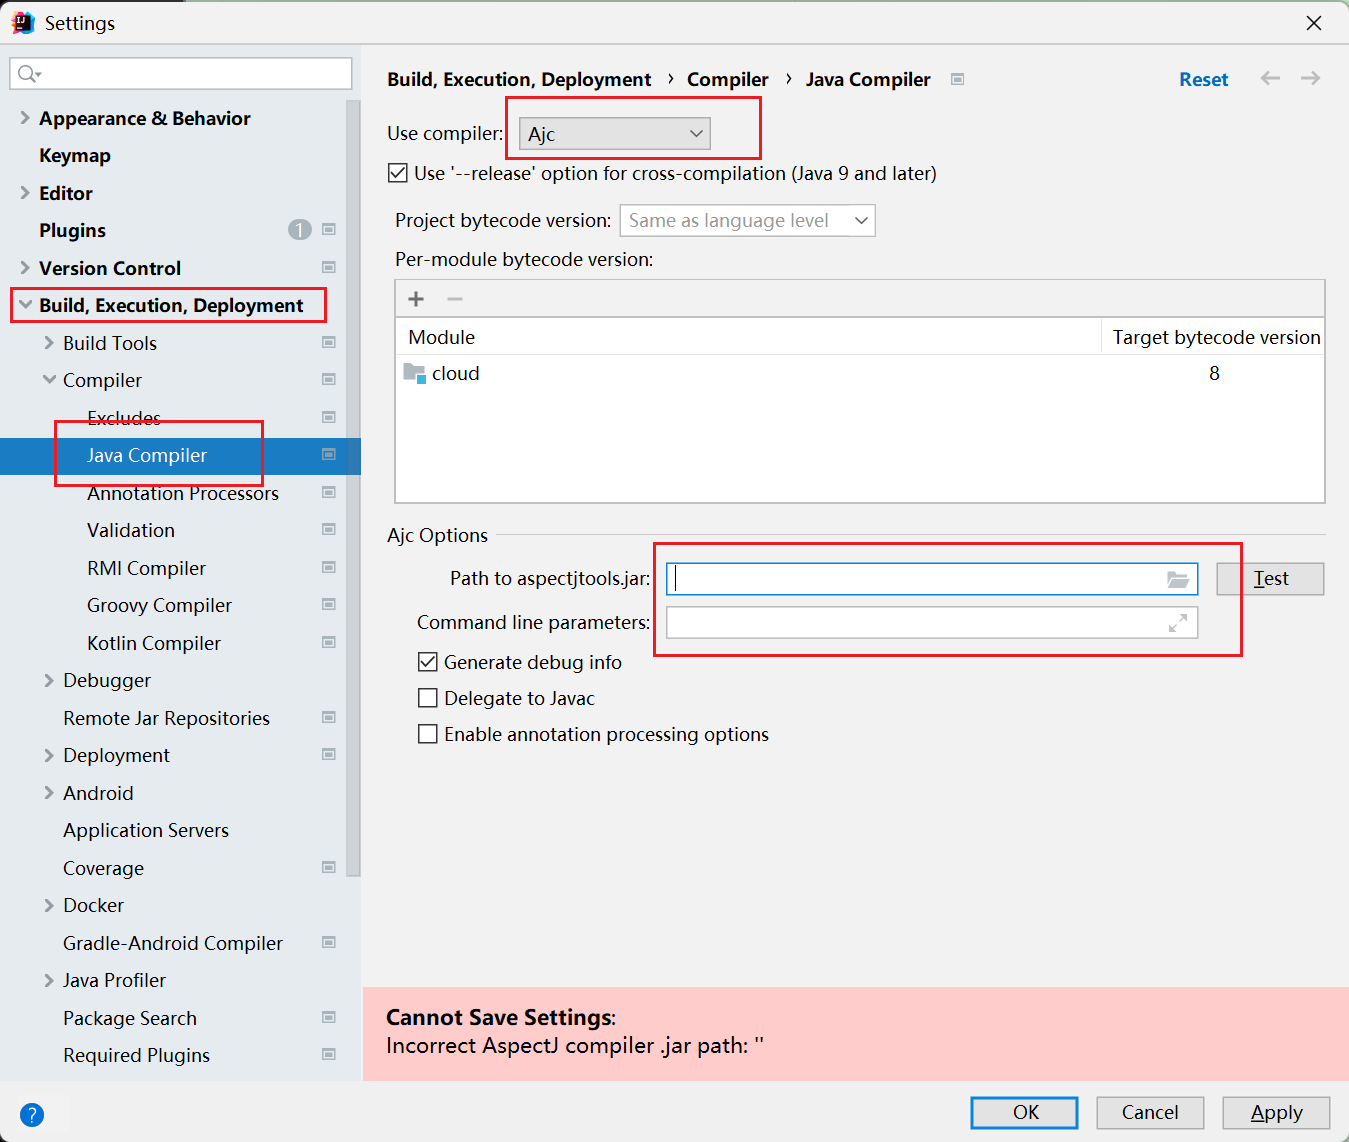 Settings
Build, Execution, Deployment › Compiler › Java Compiler
Reset
Appearance & Behavior
Keymap
Editor
Plugins
1
Version Control
Build, Execution, Deployment
Build Tools
Compiler
Excludes
Java Compiler
Annotation Processors
Validation
RMI Compiler
Groovy Compiler
Kotlin Compiler
Debugger
Remote Jar Repositories
Deployment
Android
Application Servers
Coverage
Docker
Gradle-Android Compiler
Java Profiler
Package Search
Required Plugins
Use compiler: Ajc
Use '--release' option for cross-compilation (Java 9 and later)
Project bytecode version: Same as language level
Per-module bytecode version:
Module Target bytecode version
cloud 8
Ajc Options
Path to aspectjtools.jar: Test
Command line parameters:
Generate debug info
Delegate to Javac
Enable annotation processing options
Cannot Save Settings:
Incorrect AspectJ compiler .jar path: ''
? OK Cancel Apply